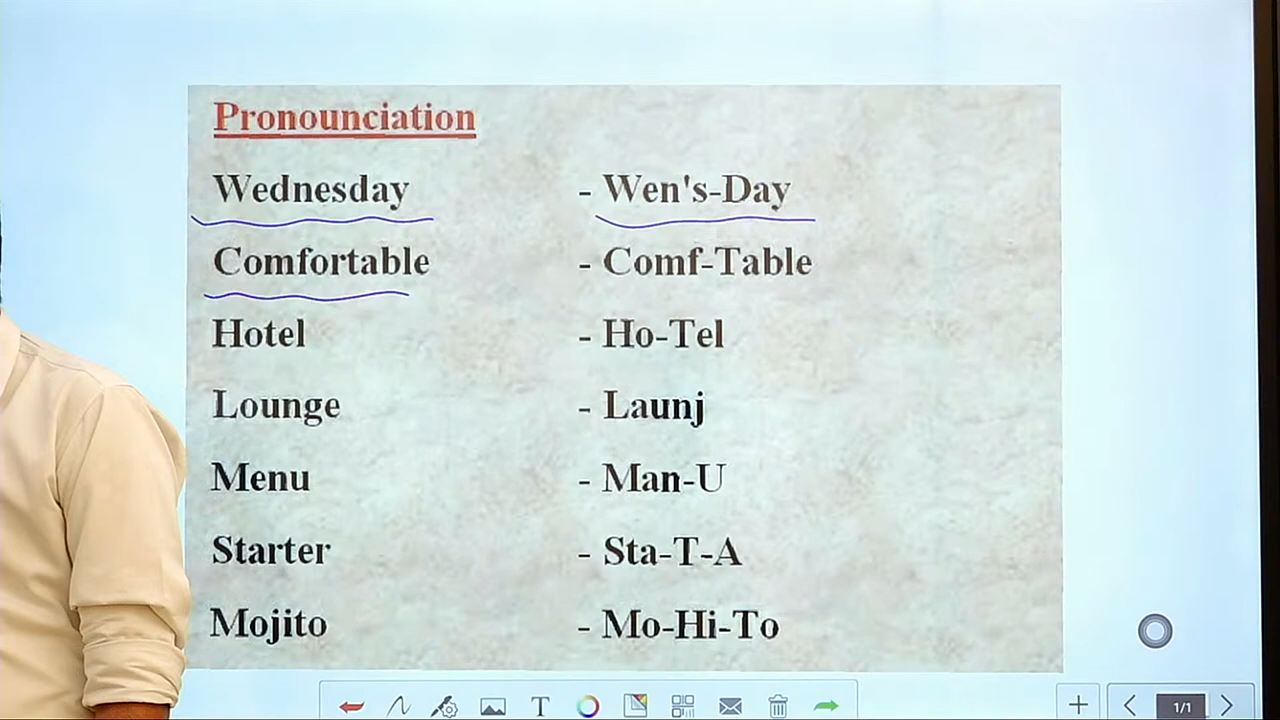 Pronounciation
Wednesday - Wen's-Day
Comfortable - Comf-Table
Hotel - Ho-Tel
Lounge - Launj
Menu - Man-U
Starter - Sta-T-A
Mojito - Mo-Hi-To
T
1/1